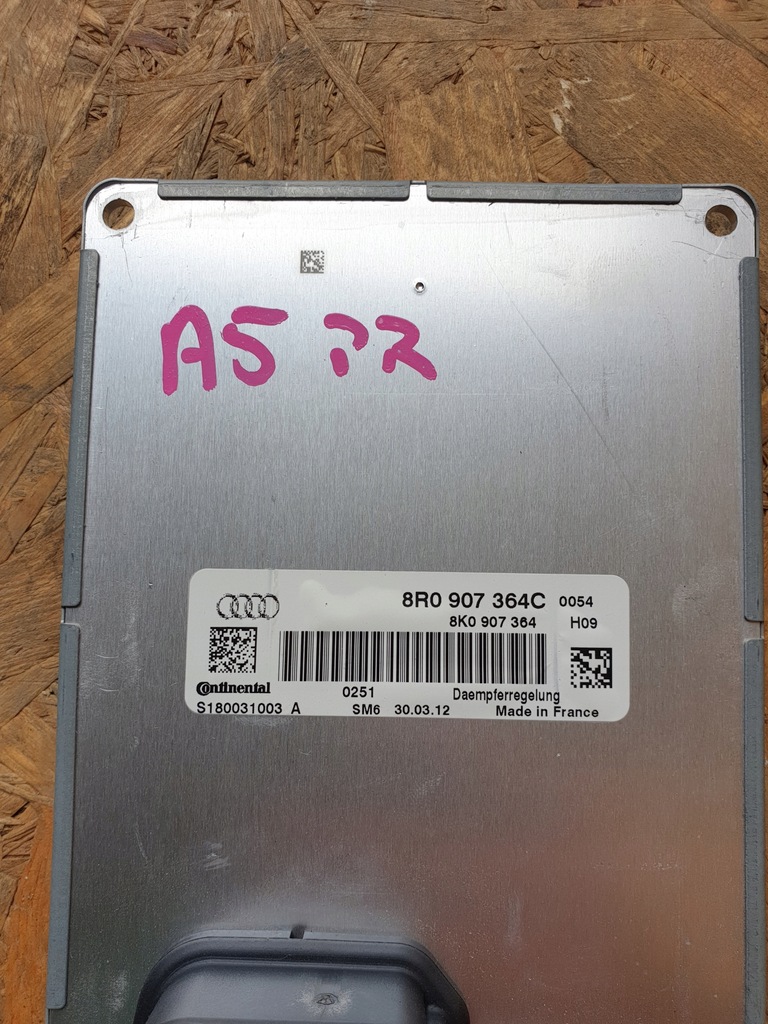 A5
8R0 907 364C 0054
8K0 907 364 H09
Continental 0251 Daempferregelung
S180031003 A SM6 30.03.12 Made in France